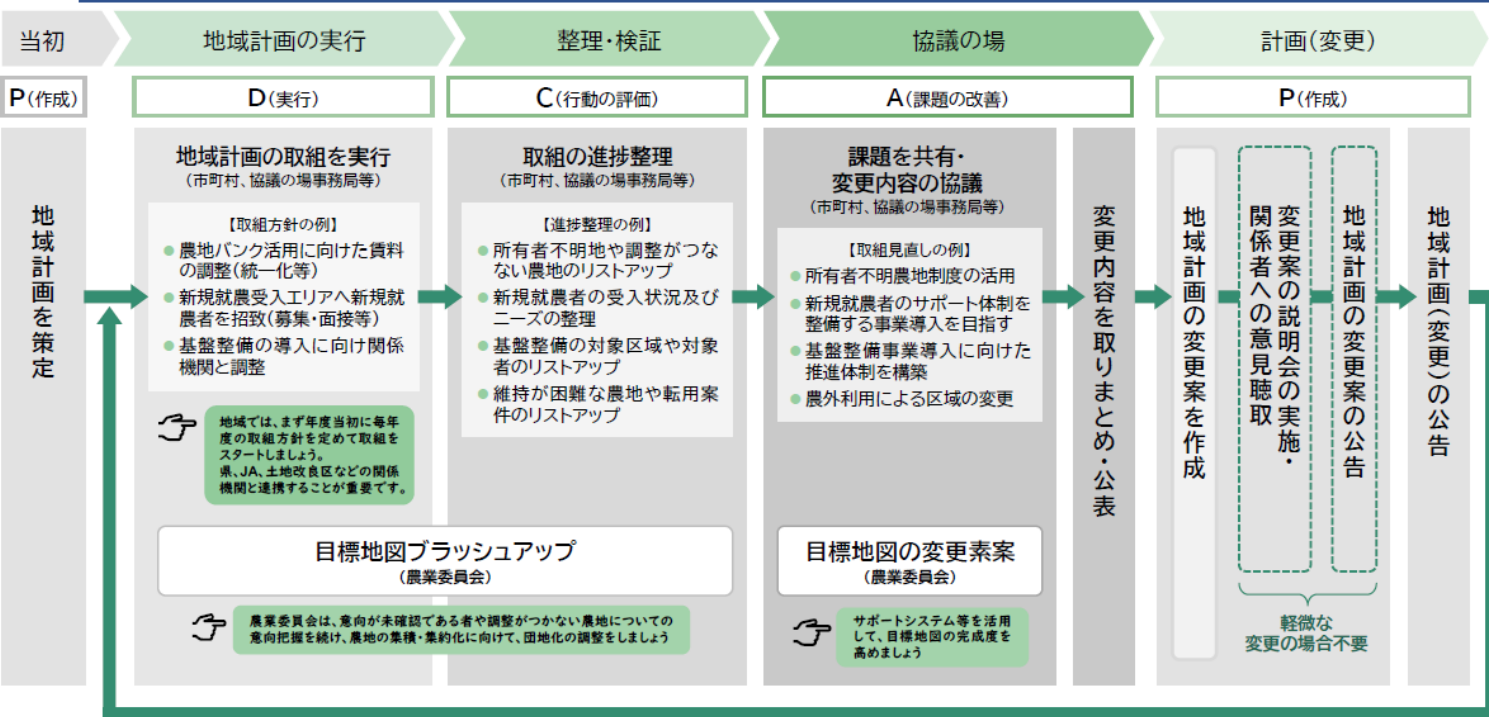 当初
地域計画の実行
整理・検証
協議の場
計画(変更)
P(作成)
D(実行)
C(行動の評価)
A(課題の改善)
P(作成)
地域計画を策定
地域計画の取組を実行
(市町村、協議の場事務局等)
【取組方針の例】
●農地バンク活用に向けた賃料
の調整(統一化等)
●新規就農受入エリアへ新規就
農者を招致(募集・面接等)
●基盤整備の導入に向け関係
機関と調整
地域では、まず年度当初に毎年
度の取組方針を定めて取組を
スタートしましょう。
県、JA、土地改良区などの関係
機関と連携することが重要です。
取組の進捗整理
(市町村、協議の場事務局等)
【進捗整理の例】
●所有者不明地や調整がつな
ない農地のリストアップ
●新規就農者の受入状況及び
ニーズの整理
●基盤整備の対象区域や対象
者のリストアップ
●維持が困難な農地や転用案
件のリストアップ
目標地図ブラッシュアップ
(農業委員会)
農業委員会は、意向が未確認である者や調整がつかない農地についての
意向把握を続け、農地の集積・集約化に向けて、団地化の調整をしましょう
課題を共有・
変更内容の協議
(市町村、協議の場事務局等)
【取組見直しの例】
●所有者不明農地制度の活用
●新規就農者のサポート体制を
整備する事業導入を目指す
●基盤整備事業導入に向けた
推進体制を構築
●農外利用による区域の変更
目標地図の変更素案
(農業委員会)
サポートシステム等を活用
して、目標地図の完成度を
高めましょう
変更内容を取りまとめ・公表
地域計画の変更案を作成
変更案の説明会の実施・
関係者への意見聴取
地域計画の変更案の公告
軽微な
変更の場合不要
地域計画(変更)の公告